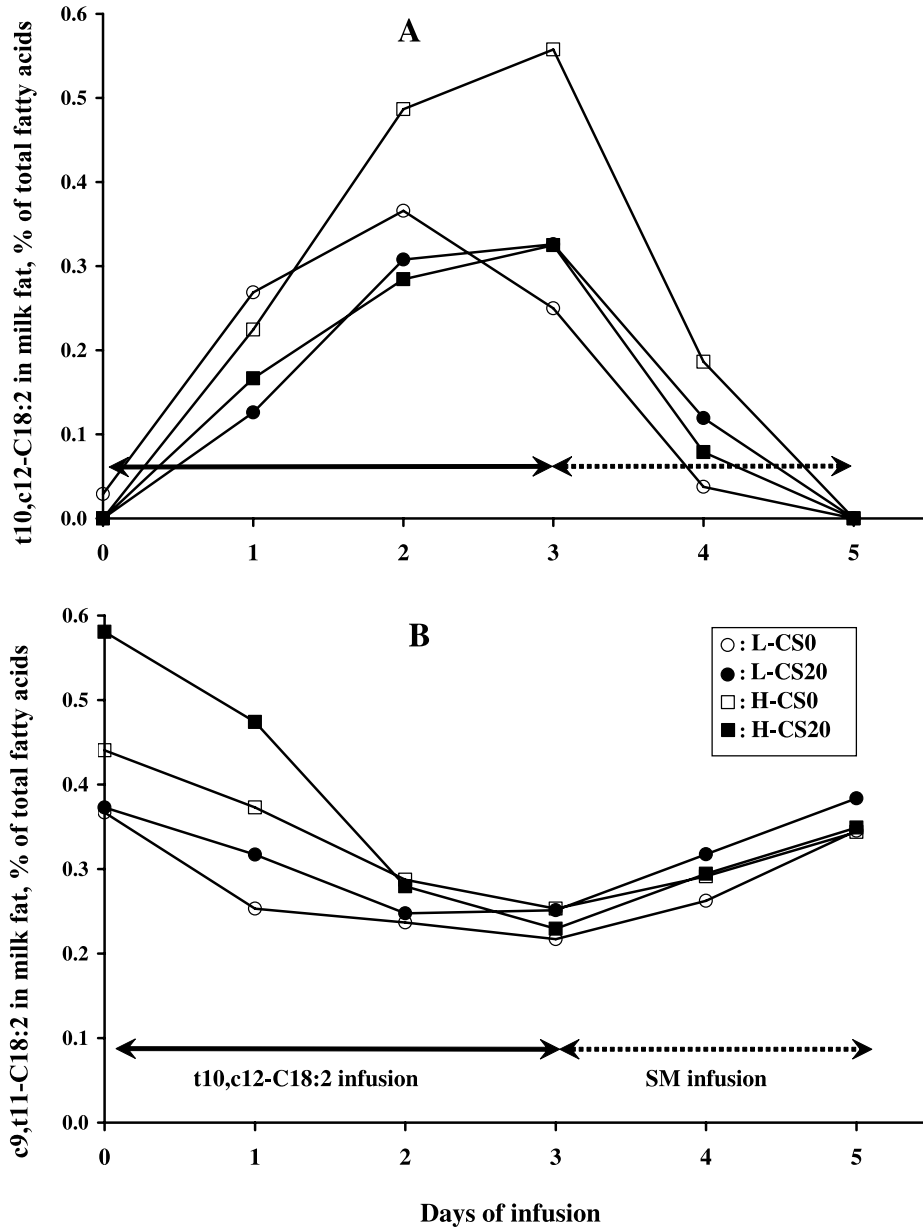 A
t10,c12-C18:2 in milk fat, % of total fatty acids
0.6
0.5
0.4
0.3
0.2
0.1
0.0
0 1 2 3 4 5
B
c9,t11-C18:2 in milk fat, % of total fatty acids
0.6
0.5
0.4
0.3
0.2
0.1
0.0
: L-CS0
: L-CS20
: H-CS0
: H-CS20
t10,c12-C18:2 infusion SM infusion
0 1 2 3 4 5
Days of infusion